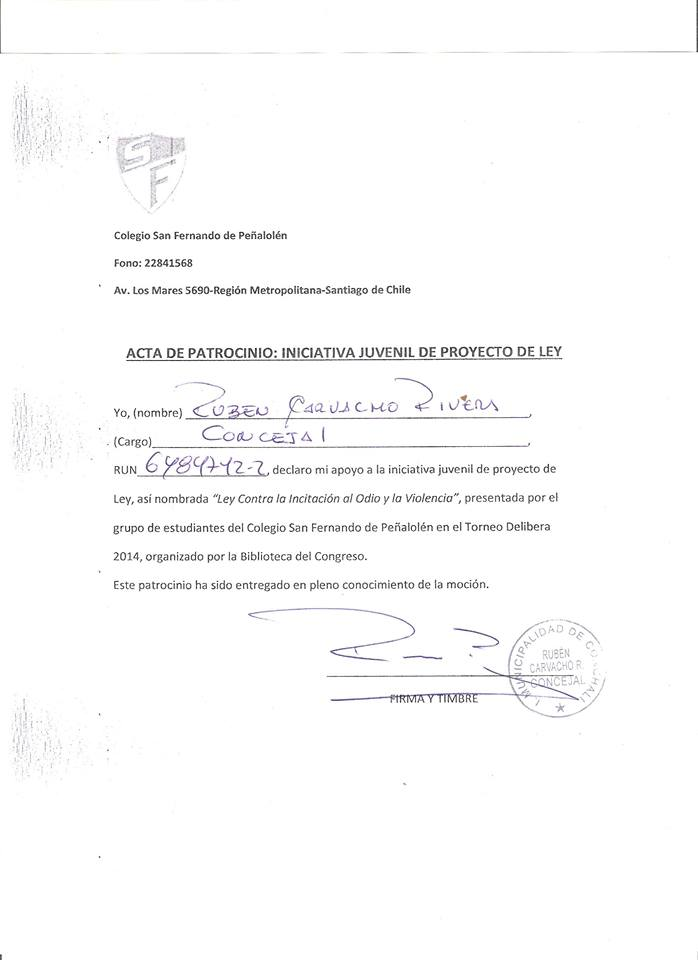 SIF
Colegio San Fernando de Peñalolén
Fono: 22841568
Av. Los Mares 5690-Región Metropolitana-Santiago de Chile
ACTA DE PATROCINIO: INICIATIVA JUVENIL DE PROYECTO DE LEY
Yo, (nombre) RUBEN CARVACHO RIVERA,
(Cargo) CONCEJAL,
RUN 6484742-2, declaro mi apoyo a la iniciativa juvenil de proyecto de
Ley, así nombrada “Ley Contra la Incitación al Odio y la Violencia”, presentada por el
grupo de estudiantes del Colegio San Fernando de Peñalolén en el Torneo Delibera
2014, organizado por la Biblioteca del Congreso.
Este patrocinio ha sido entregado en pleno conocimiento de la moción.
I MUNICIPALIDAD DE CONCHALI
RUBÉN
CARVACHO R.
CONCEJAL
FIRMA Y TIMBRE